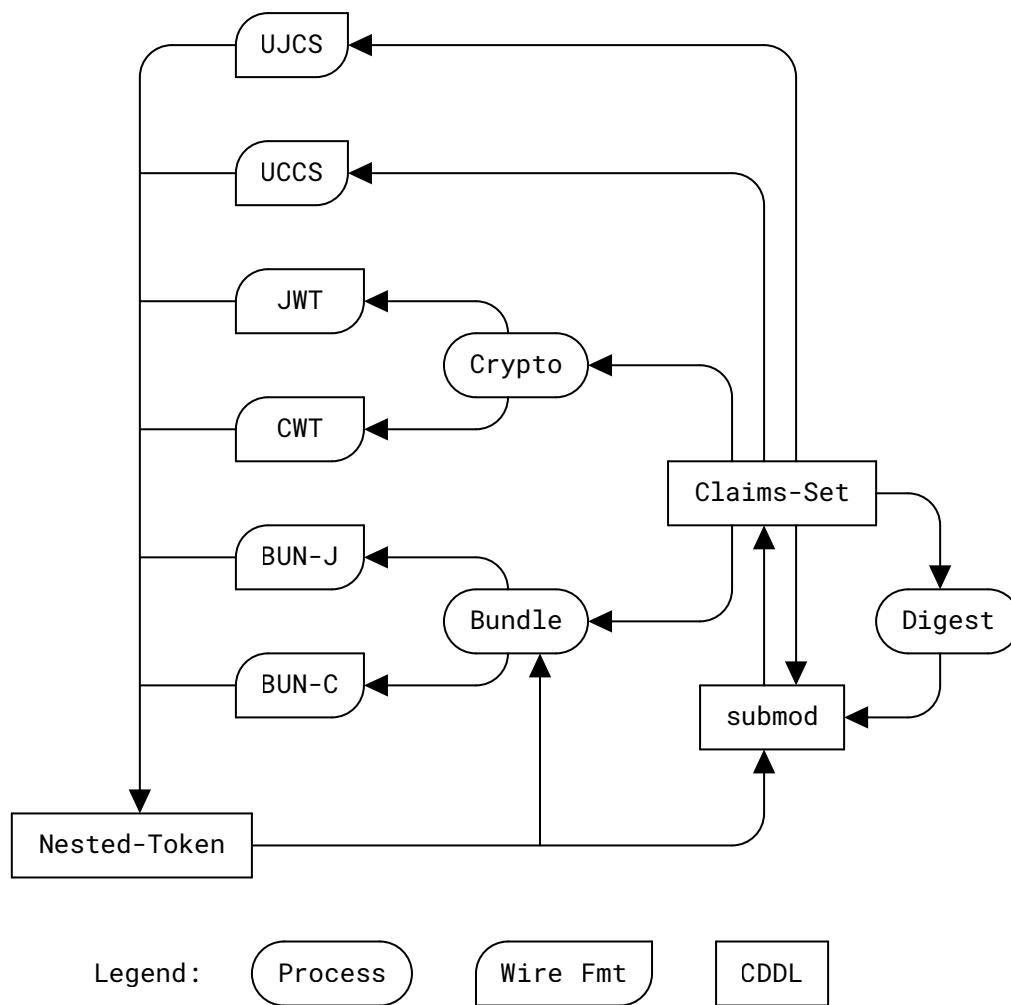 UJCS
UCCS
JWT
Crypto
CWT
Claims-Set
BUN-J
Bundle
Digest
BUN-C
submod
Nested-Token
Legend: Process Wire Fmt CDDL